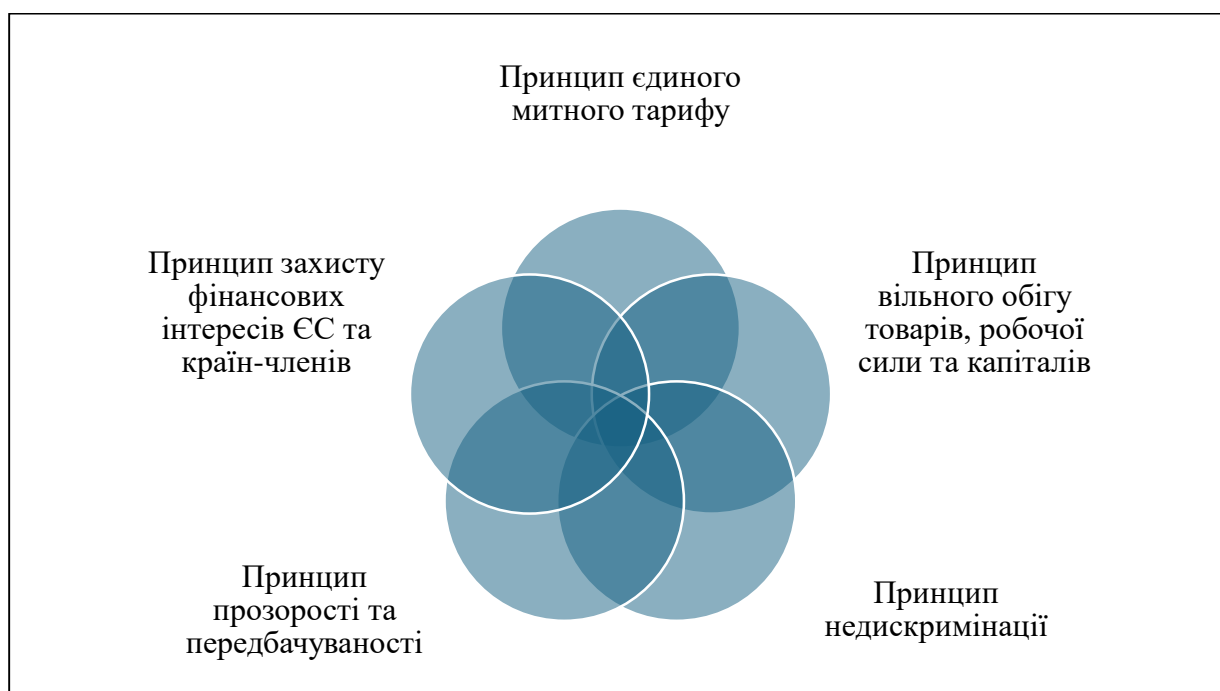 Принцип єдиного
митного тарифу
Принцип захисту
фінансових
інтересів ЄС та
країн-членів
Принцип
вільного обігу
товарів, робочої
сили та капіталів
Принцип
прозорості та
передбачуваності
Принцип
недискримінації